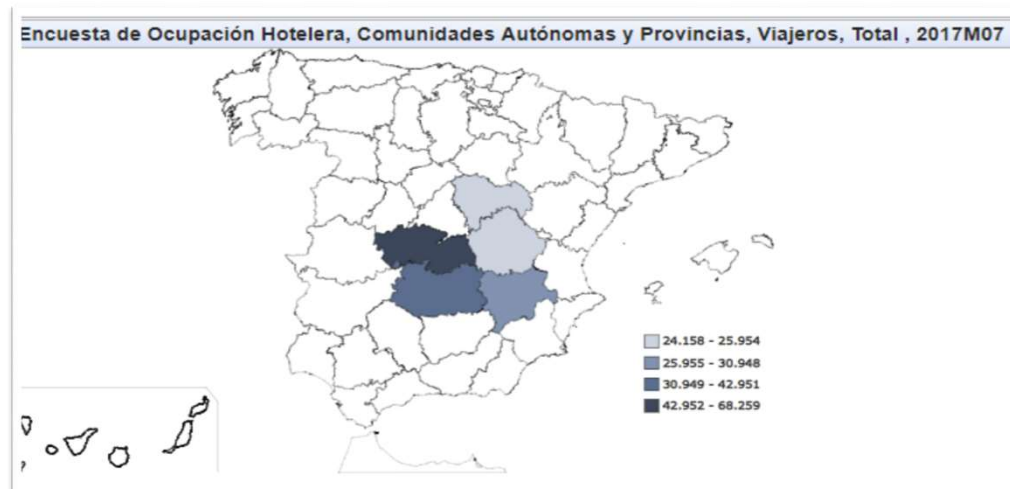 Encuesta de Ocupación Hotelera, Comunidades Autónomas y Provincias, Viajeros, Total , 2017M07
24.158 - 25.954
25.955 - 30.948
30.949 - 42.951
42.952 - 68.259